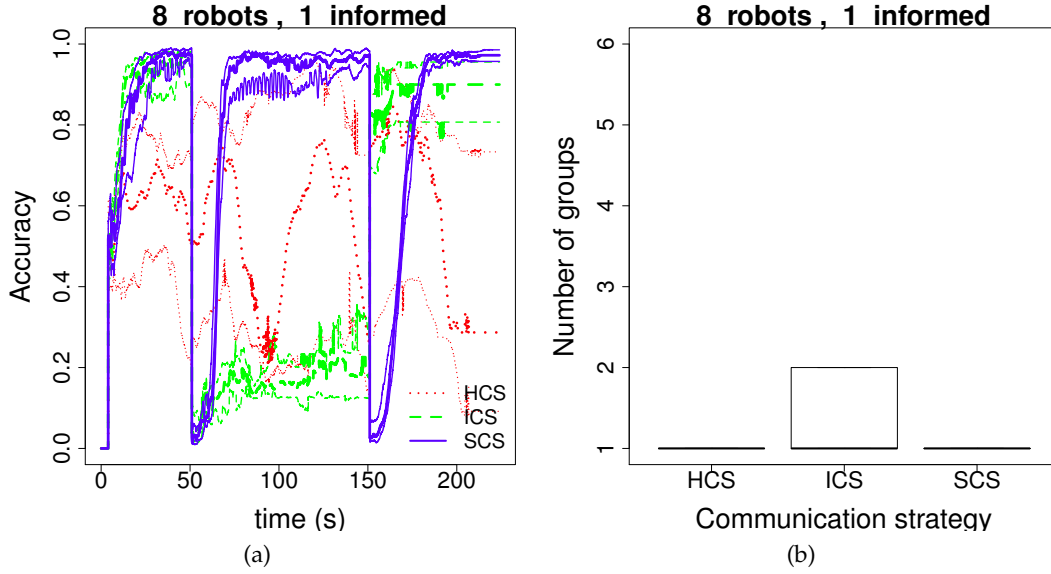 8 robots , 1 informed
Accuracy
1.0
0.8
0.6
0.4
0.2
0.0
HCS
ICS
SCS
0 50 100 150 200
time (s)
(a)
8 robots , 1 informed
Number of groups
6
5
4
3
2
1
HCS ICS SCS
Communication strategy
(b)